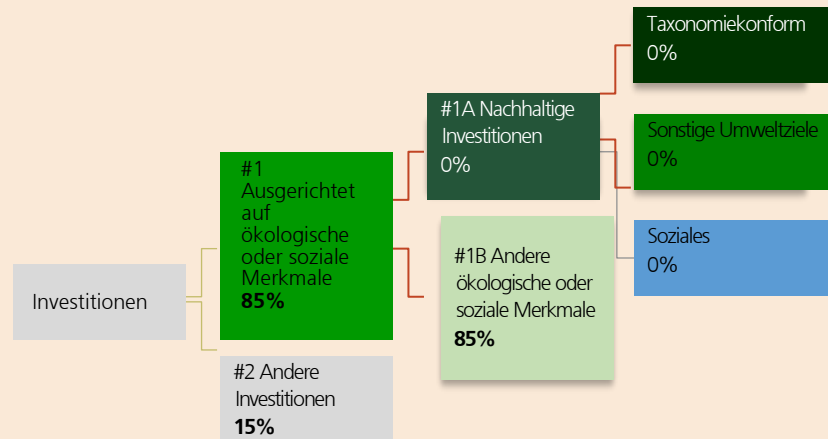 Investitionen
#1
Ausgerichtet
auf
ökologische
oder soziale
Merkmale
85%
#2 Andere
Investitionen
15%
#1A Nachhaltige
Investitionen
0%
#1B Andere
ökologische oder
soziale Merkmale
85%
Taxonomiekonform
0%
Sonstige Umweltziele
0%
Soziales
0%